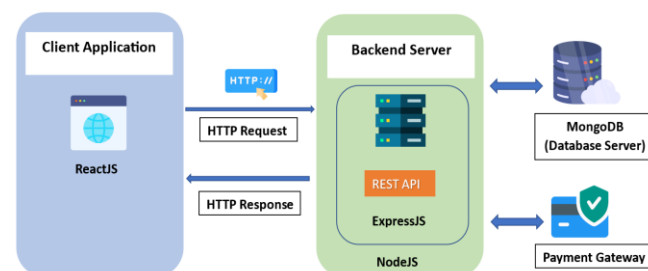 Client Application
ReactJS
HTTP://
HTTP Request
HTTP Response
Backend Server
REST API
ExpressJS
NodeJS
MongoDB
(Database Server)
Payment Gateway